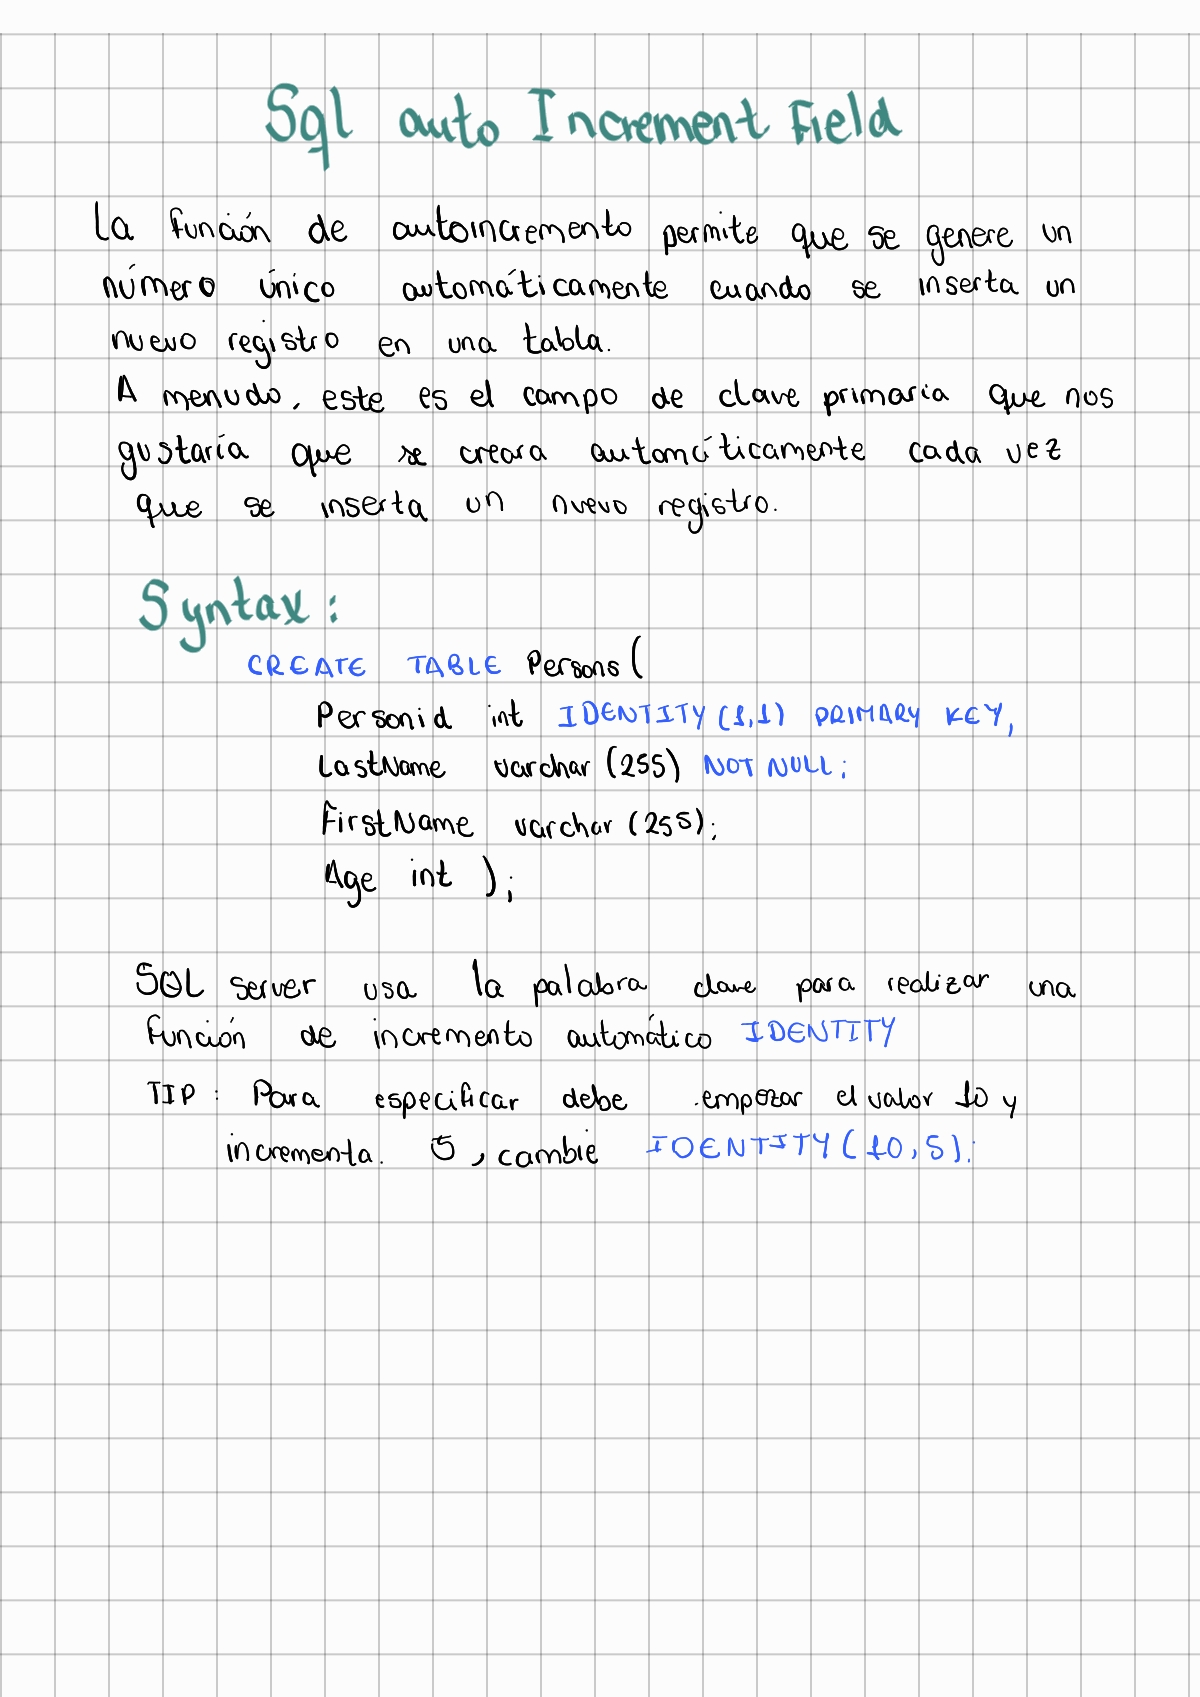 Sql auto Increment Field
La función de autoincremento permite que se genere un
número único automáticamente cuando se inserta un
nuevo registro en una tabla.
A menudo, este es el campo de clave primaria que nos
gustaría que se creara automáticamente cada vez
que se inserta un nuevo registro.
Syntax:
CREATE TABLE Persons (
Personid int IDENTITY (1,1) PRIMARY KEY,
LastName varchar (255) NOT NULL;
FirstName varchar (255);
Age int );
SQL server usa la palabra clave para realizar una
función de incremento automático IDENTITY
TIP: Para especificar debe empezar el valor 10 y
incrementa. 5, cambie IDENTITY (10,5);